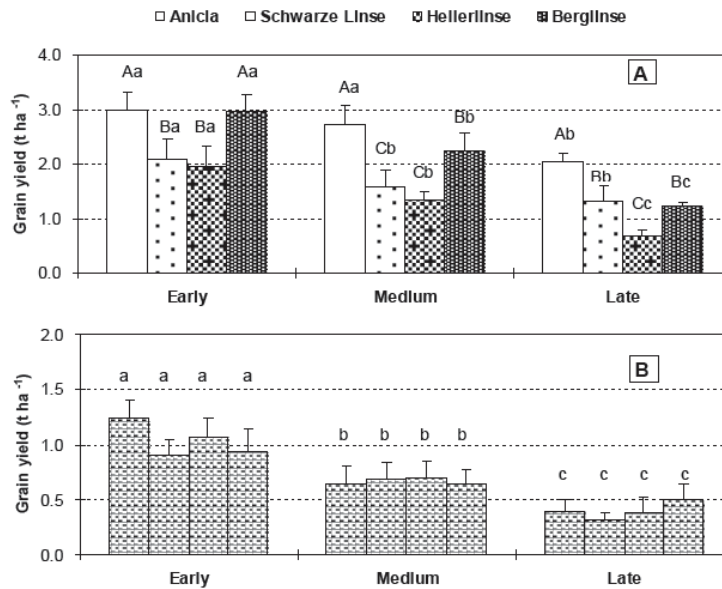 Anicia Schwarze Linse Hellerlinse Berglinse
A
Grain yield (t ha -1)
4.0
3.0
2.0
1.0
0.0
Aa Ba Ba Aa
Aa Cb Cb Bb
Ab Bb Cc Bc
Early Medium Late
B
Grain yield (t ha -1)
2.0
1.5
1.0
0.5
0.0
a a a a
b b b b
c c c c
Early Medium Late